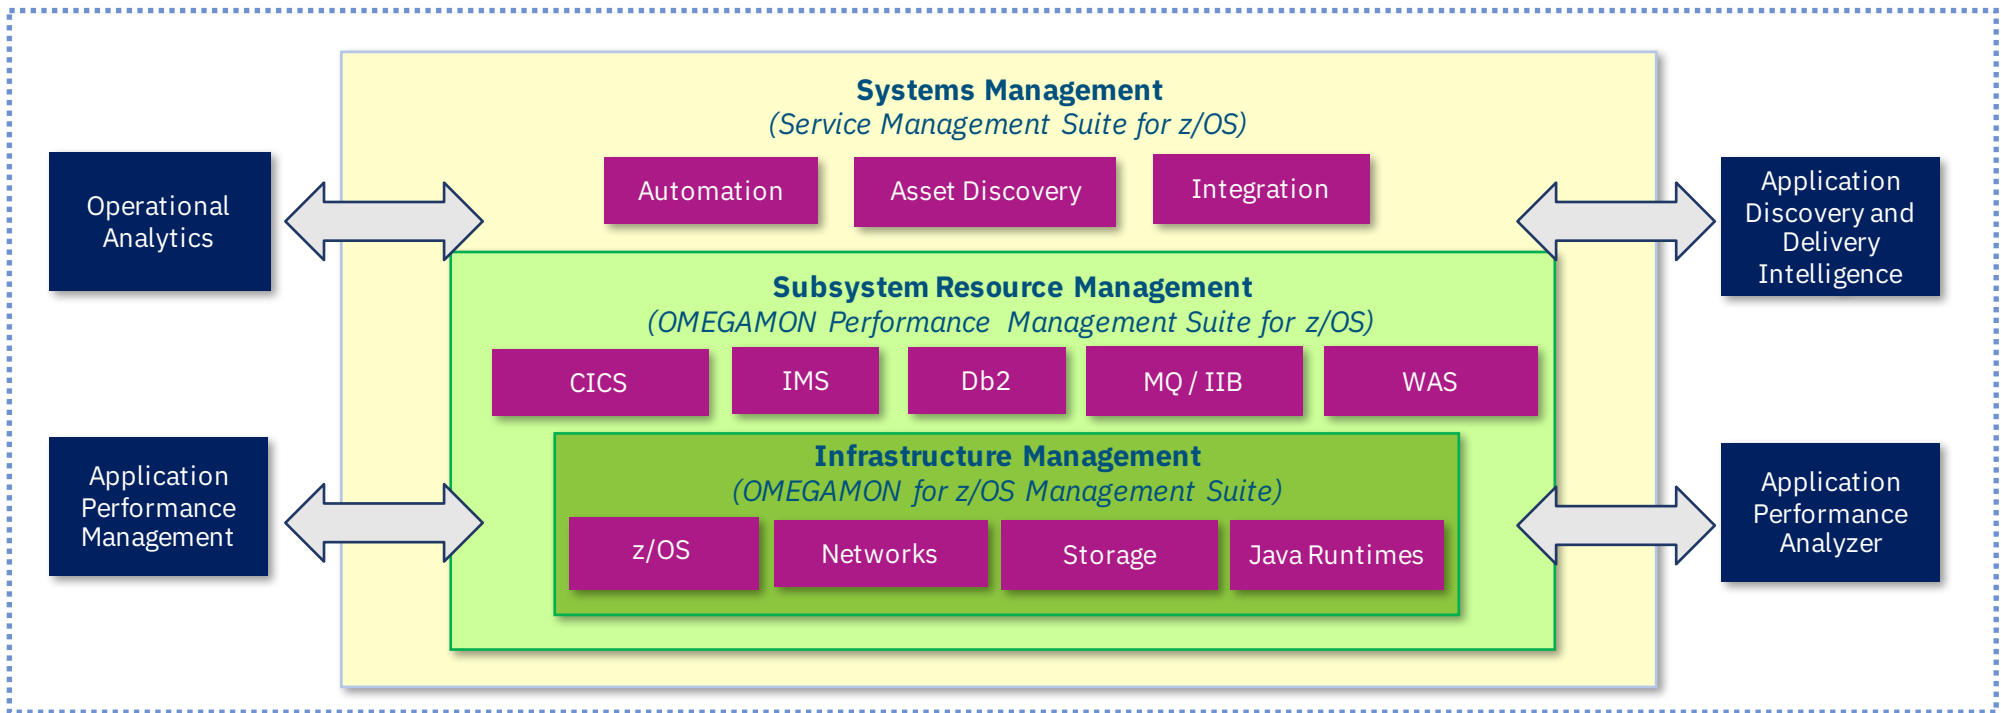 Systems Management
(Service Management Suite for z/OS)
Automation
Asset Discovery
Integration
Operational
Analytics
Application
Discovery and
Delivery
Intelligence
Subsystem Resource Management
(OMEGAMON Performance Management Suite for z/OS)
CICS
IMS
Db2
MQ / IIB
WAS
Infrastructure Management
(OMEGAMON for z/OS Management Suite)
z/OS
Networks
Storage
Java Runtimes
Application
Performance
Management
Application
Performance
Analyzer